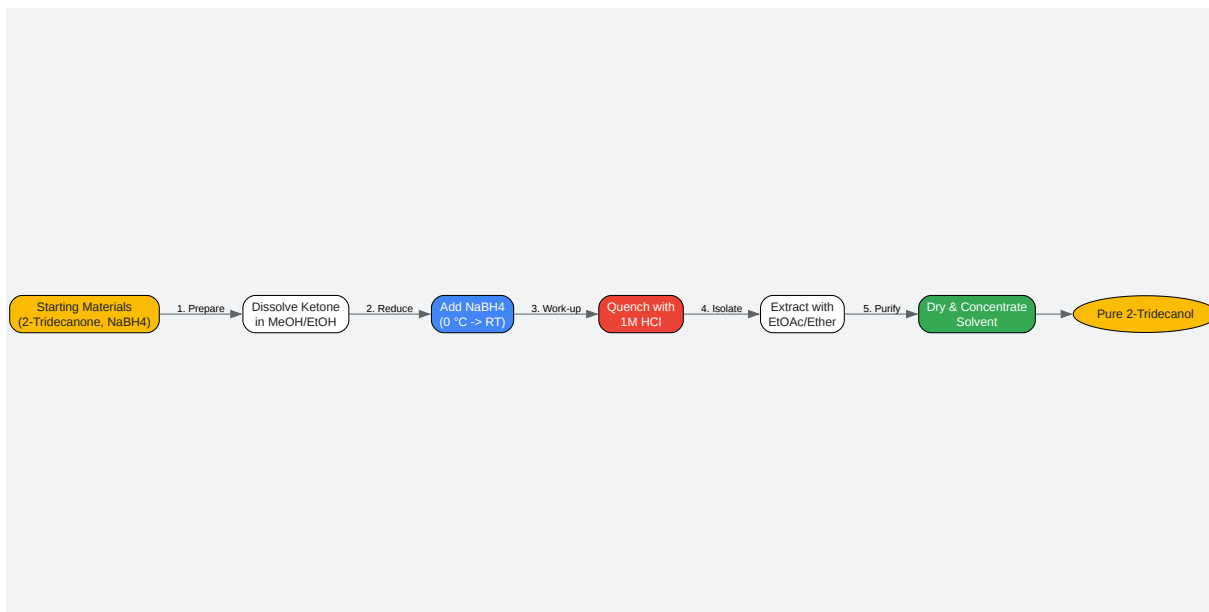 Starting Materials
(2-Tridecanone, NaBH4)
1. Prepare
Dissolve Ketone
in MeOH/EtOH
2. Reduce
Add NaBH4
(0 °C -> RT)
3. Work-up
Quench with
1M HCl
4. Isolate
Extract with
EtOAc/Ether
5. Purify
Dry & Concentrate
Solvent
Pure 2-Tridecanol